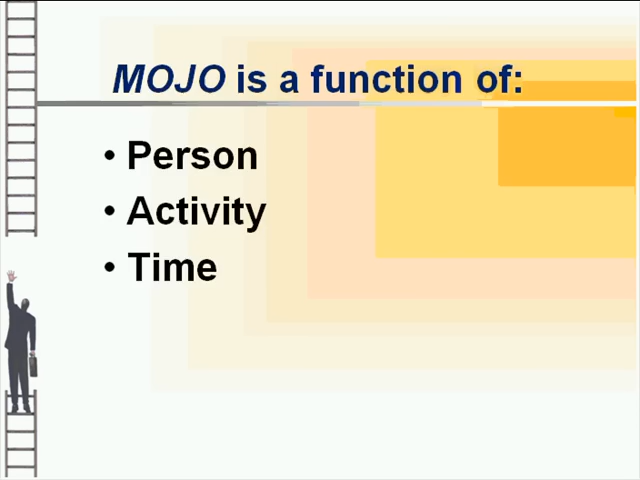 MOJO is a function of:
• Person
• Activity
• Time